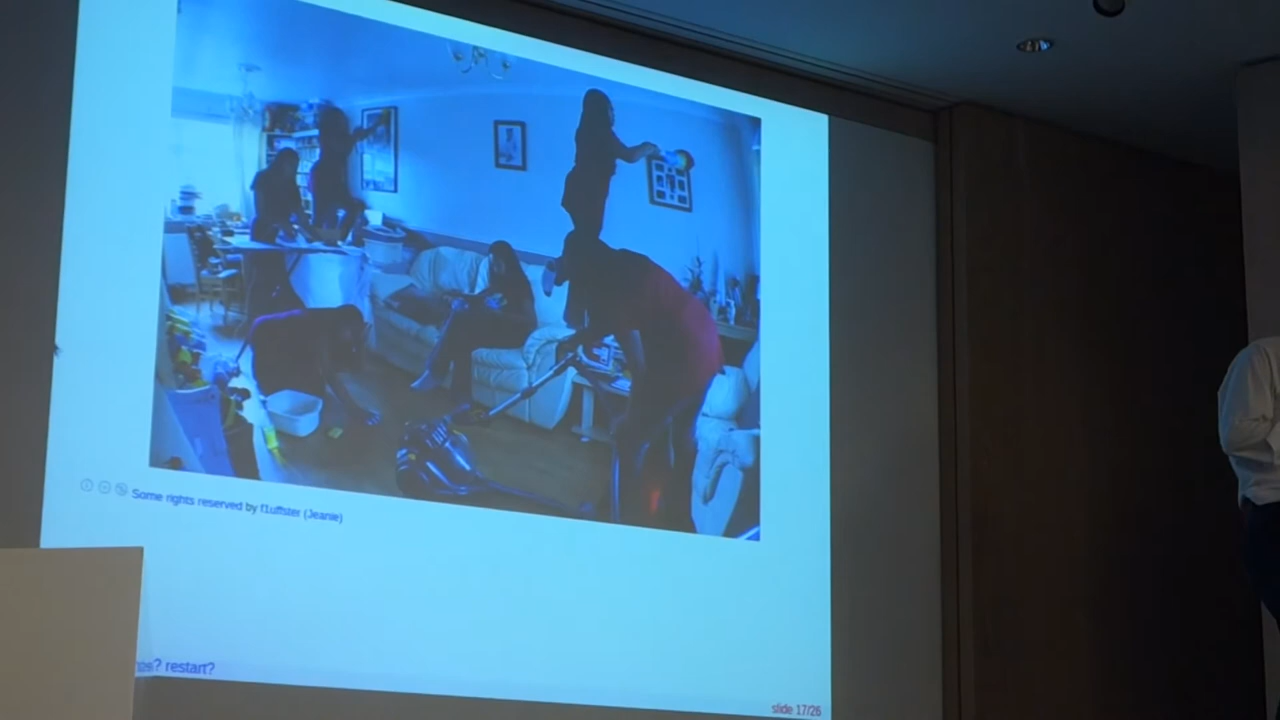 Some rights reserved by f1uffster (Jeanie)
? restart?
slide 17/26